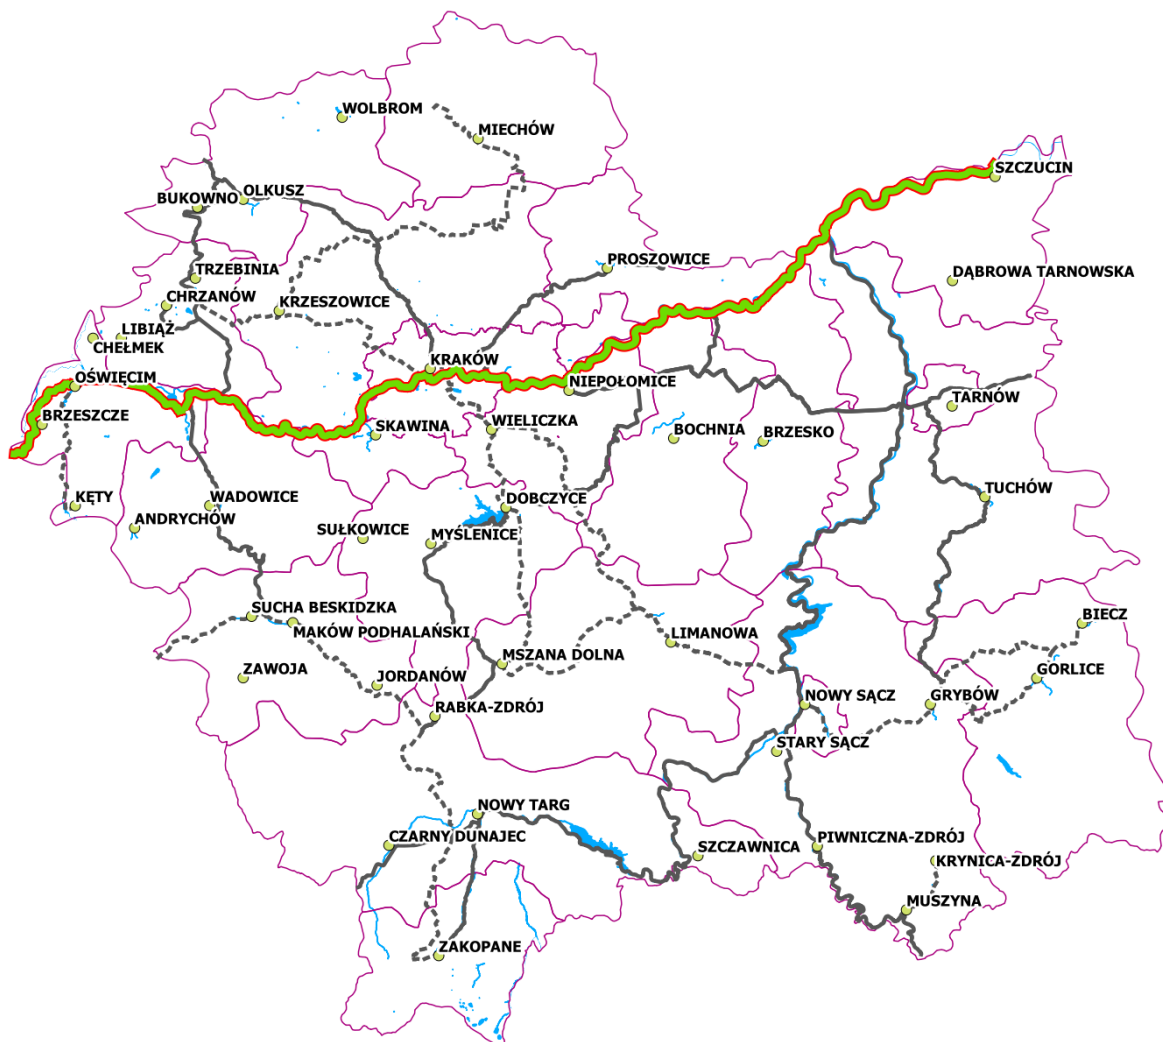 WOLBROM
MIECHÓW
SZCZUCIN
OLKUSZ
BUKOWNO
PROSZOWICE
TRZEBINIA
DĄBROWA TARNOWSKA
CHRZANÓW
KRZESZOWICE
LIBIĄŻ
CHEŁMEK
KRAKÓW
OŚWIĘCIM
NIEPOŁOMICE
TARNÓW
BRZESZCZE
SKAWINA
WIELICZKA
BOCHNIA
BRZESKO
TUCHÓW
KĘTY
WADOWICE
DOBCZYCE
ANDRYCHÓW
SUŁKOWICE
MYŚLENICE
SUCHA BESKIDZKA
BIECZ
MAKÓW PODHALAŃSKI
LIMANOWA
MSZANA DOLNA
ZAWOJA
JORDANÓW
GORLICE
NOWY SĄCZ
GRYBÓW
RABKA-ZDRÓJ
STARY SĄCZ
NOWY TARG
CZARNY DUNAJEC
PIWNICZNA-ZDRÓJ
SZCZAWNICA
KRYNICA-ZDRÓJ
MUSZYNA
ZAKOPANE